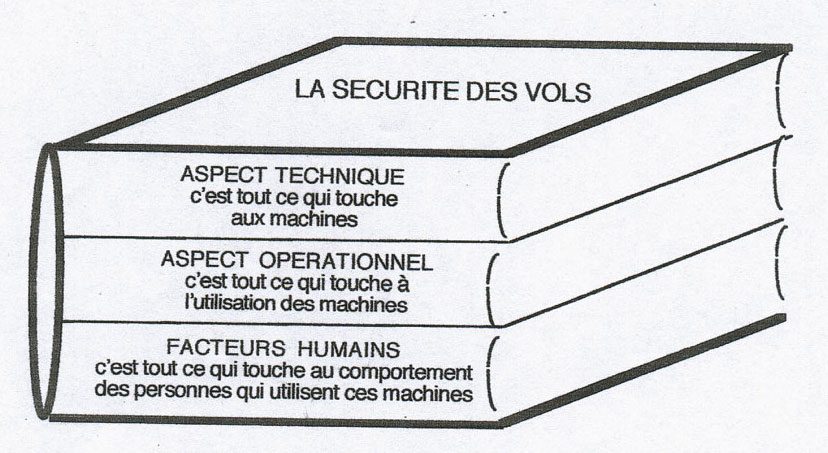 LA SECURITE DES VOLS
ASPECT TECHNIQUE
c'est tout ce qui touche
aux machines
ASPECT OPERATIONNEL
c'est tout ce qui touche à
l'utilisation des machines
FACTEURS HUMAINS
c'est tout ce qui touche au comportement
des personnes qui utilisent ces machines